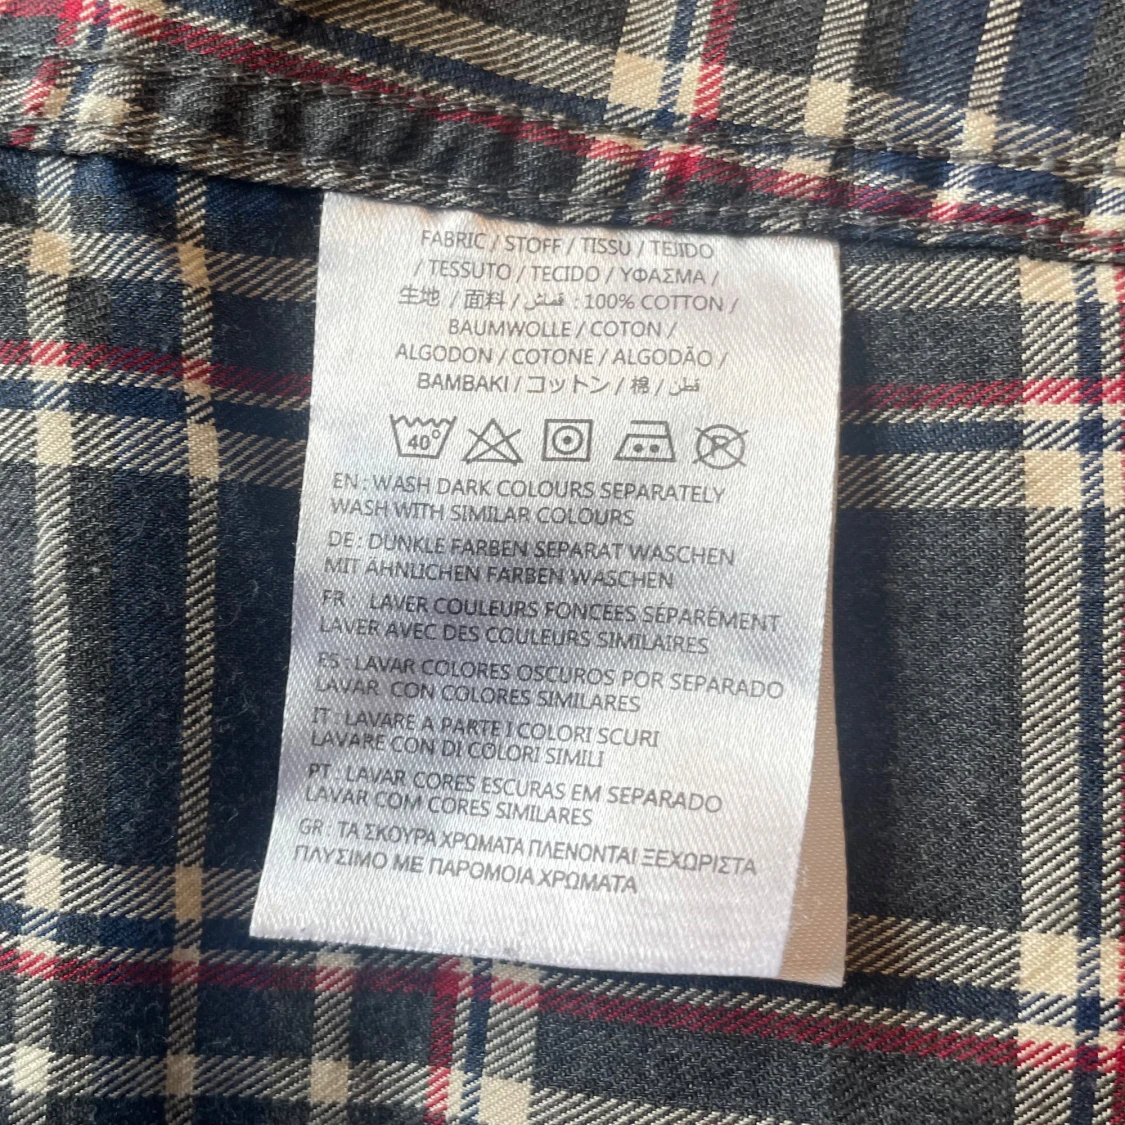 FABRIC / STOFF / TISSU / TEJIDO
/ TESSUTO / TECIDO / ΥΦΑΣΜΑ /
生地 / 面料 / قماش : 100% COTTON /
BAUMWOLLE / COTON /
ALGODON / COTONE / ALGODÃO /
BAMBAKI / コットン / 棉 / قطن
40°
EN : WASH DARK COLOURS SEPARATELY
WASH WITH SIMILAR COLOURS
DE : DUNKLE FARBEN SEPARAT WASCHEN
MIT ÄHNLICHEN FARBEN WASCHEN
FR : LAVER COULEURS FONCÉES SÉPARÉMENT
LAVER AVEC DES COULEURS SIMILAIRES
ES : LAVAR COLORES OSCUROS POR SEPARADO
LAVAR CON COLORES SIMILARES
IT : LAVARE A PARTE I COLORI SCURI
LAVARE CON DI COLORI SIMILI
PT : LAVAR CORES ESCURAS EM SEPARADO
LAVAR COM CORES SIMILARES
GR : ΤΑ ΣΚΟΥΡΑ ΧΡΩΜΑΤΑ ΠΛΕΝΟΝΤΑΙ ΞΕΧΩΡΙΣΤΑ
ΠΛΥΣΙΜΟ ΜΕ ΠΑΡΟΜΟΙΑ ΧΡΩΜΑΤΑ